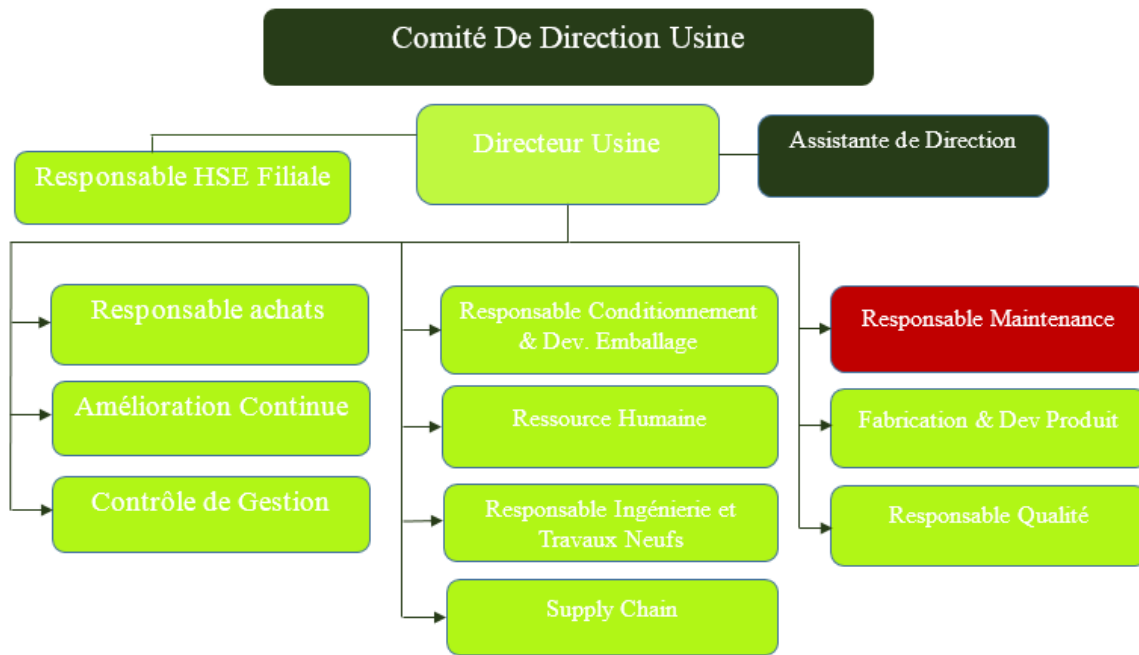 Comité De Direction Usine
Directeur Usine
Assistante de Direction
Responsable HSE Filiale
Responsable achats
Amélioration Continue
Contrôle de Gestion
Responsable Conditionnement
& Dev. Emballage
Ressource Humaine
Responsable Ingénierie et
Travaux Neufs
Supply Chain
Responsable Maintenance
Fabrication & Dev Produit
Responsable Qualité